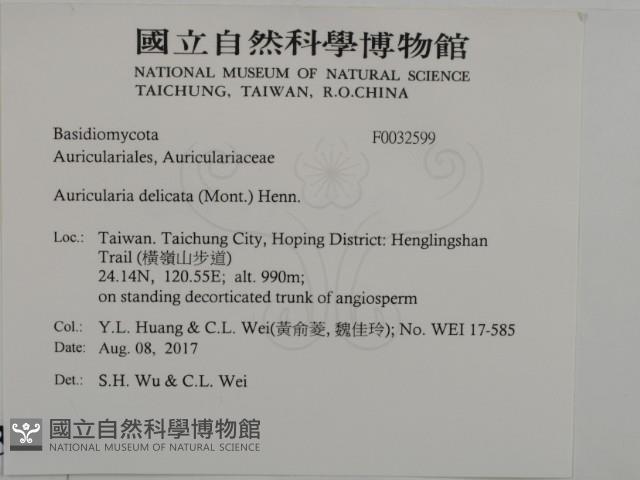 國立自然科學博物館
NATIONAL MUSEUM OF NATURAL SCIENCE
TAICHUNG, TAIWAN, R.O.CHINA
Basidiomycota F0032599
Auriculariales, Auriculariaceae
Auricularia delicata (Mont.) Henn.
Loc.: Taiwan. Taichung City, Hoping District: Henglingshan
Trail (橫嶺山步道)
24.14N, 120.55E; alt. 990m;
on standing decorticated trunk of angiosperm
Col.: Y.L. Huang & C.L. Wei(黃俞菱, 魏佳玲); No. WEI 17-585
Date: Aug. 08, 2017
Det.: S.H. Wu & C.L. Wei
國立自然科學博物館
NATIONAL MUSEUM OF NATURAL SCIENCE